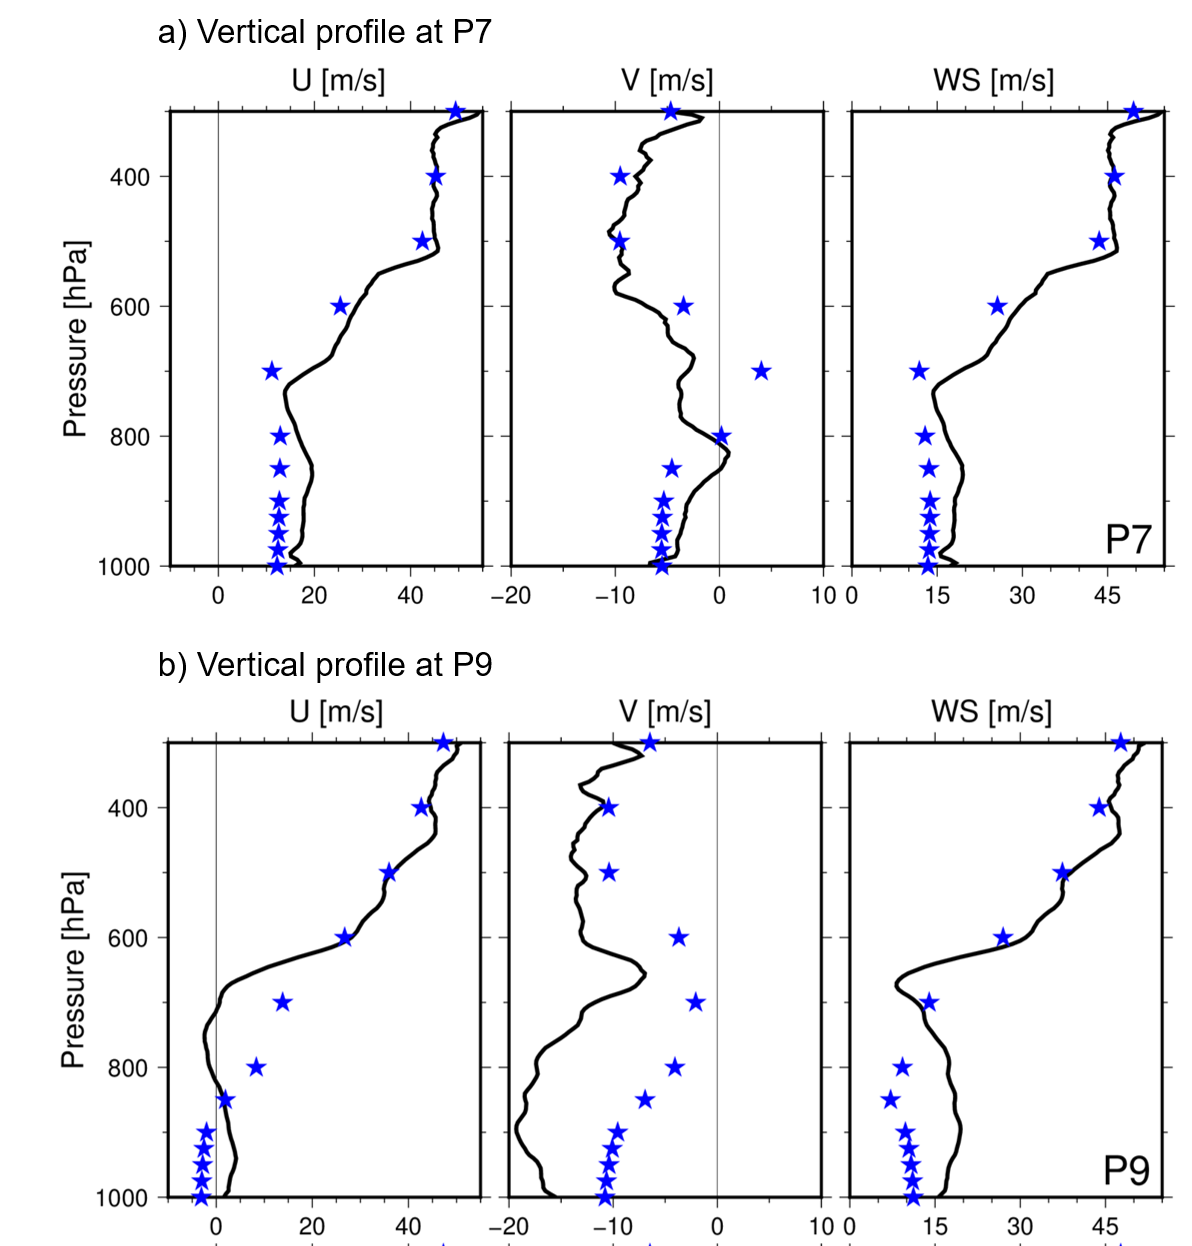 a) Vertical profile at P7
U [m/s] V [m/s] WS [m/s]
400
600
800
1000
Pressure [hPa]
P7
0 20 40 −20 −10 0 10 0 15 30 45
b) Vertical profile at P9
U [m/s] V [m/s] WS [m/s]
400
600
800
1000
Pressure [hPa]
P9
0 20 40 −20 −10 0 10 0 15 30 45